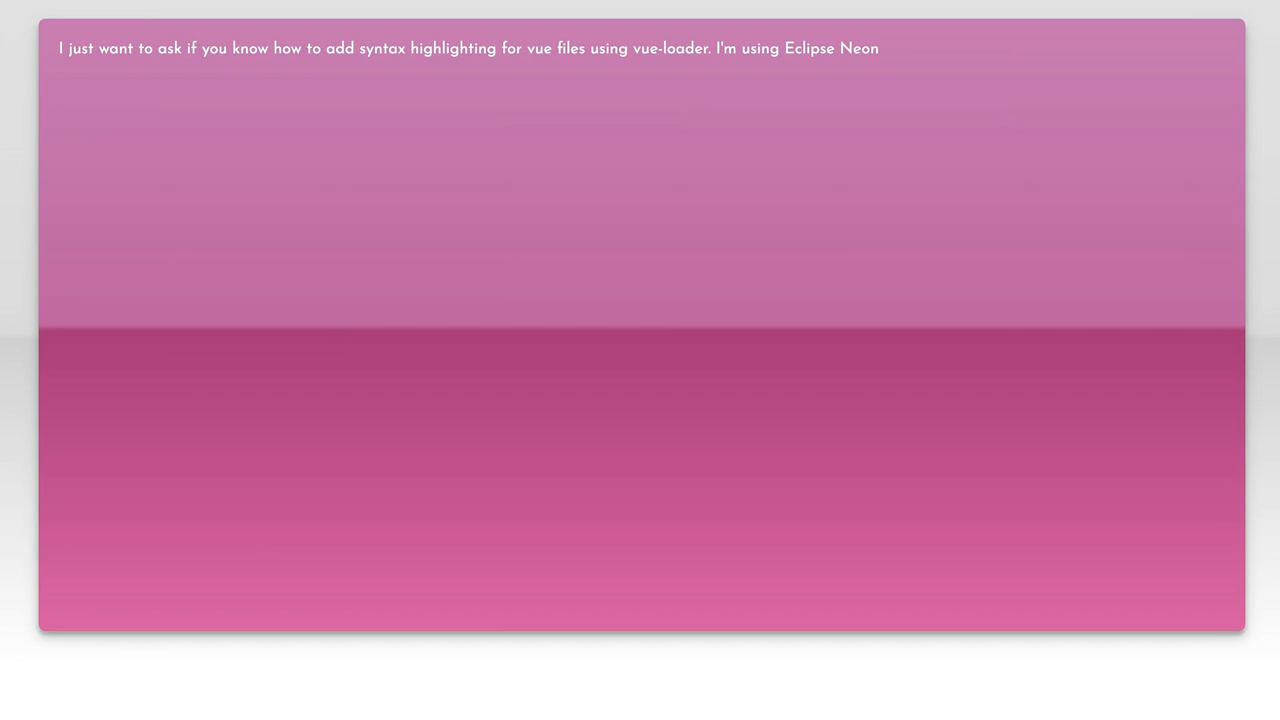 I just want to ask if you know how to add syntax highlighting for vue files using vue-loader. I'm using Eclipse Neon